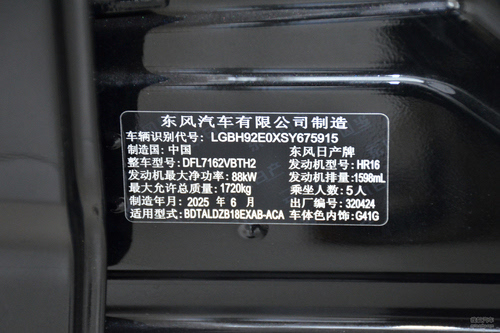 东风汽车有限公司制造
车辆识别代号：LGBH92E0XSY675915
制造国：中国 东风日产牌
整车型号：DFL7162VBTH2 发动机型号：HR16
发动机最大净功率：88kW 发动机排量：1598mL
最大允许总质量：1720kg 乘坐人数：5人
制造年月：2025 年 6 月 出厂编号：320424
适用型式：BDTALDZB18EXAB-ACA 车体色内饰：G41G